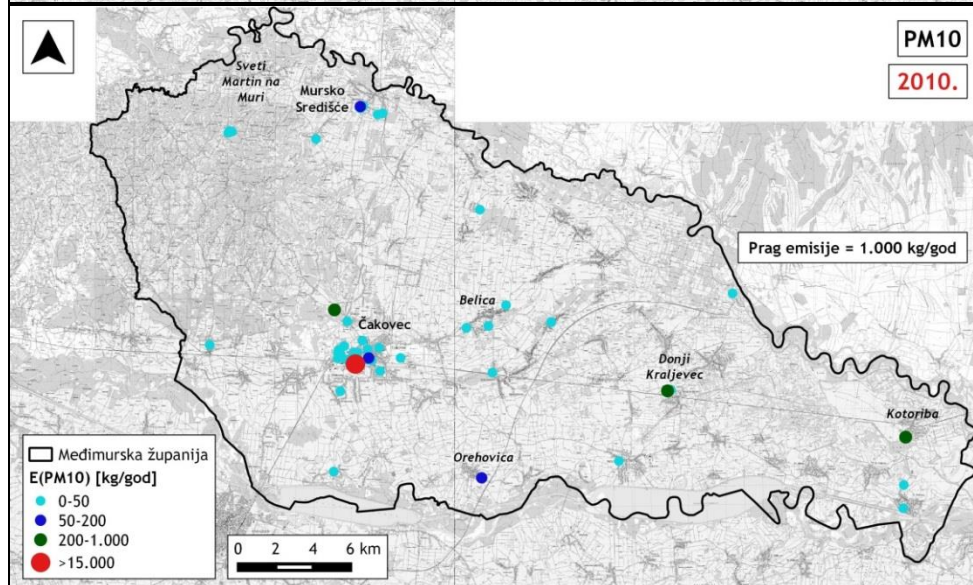 PM10
2010.
Sveti
Martin na
Muri
Mursko
Središće
Prag emisije = 1.000 kg/god
Belica
Čakovec
Donji
Kraljevec
Kotoriba
Orehovica
Međimurska županija
E(PM10) [kg/god]
0-50
50-200
200-1.000
>15.000
0 2 4 6 km